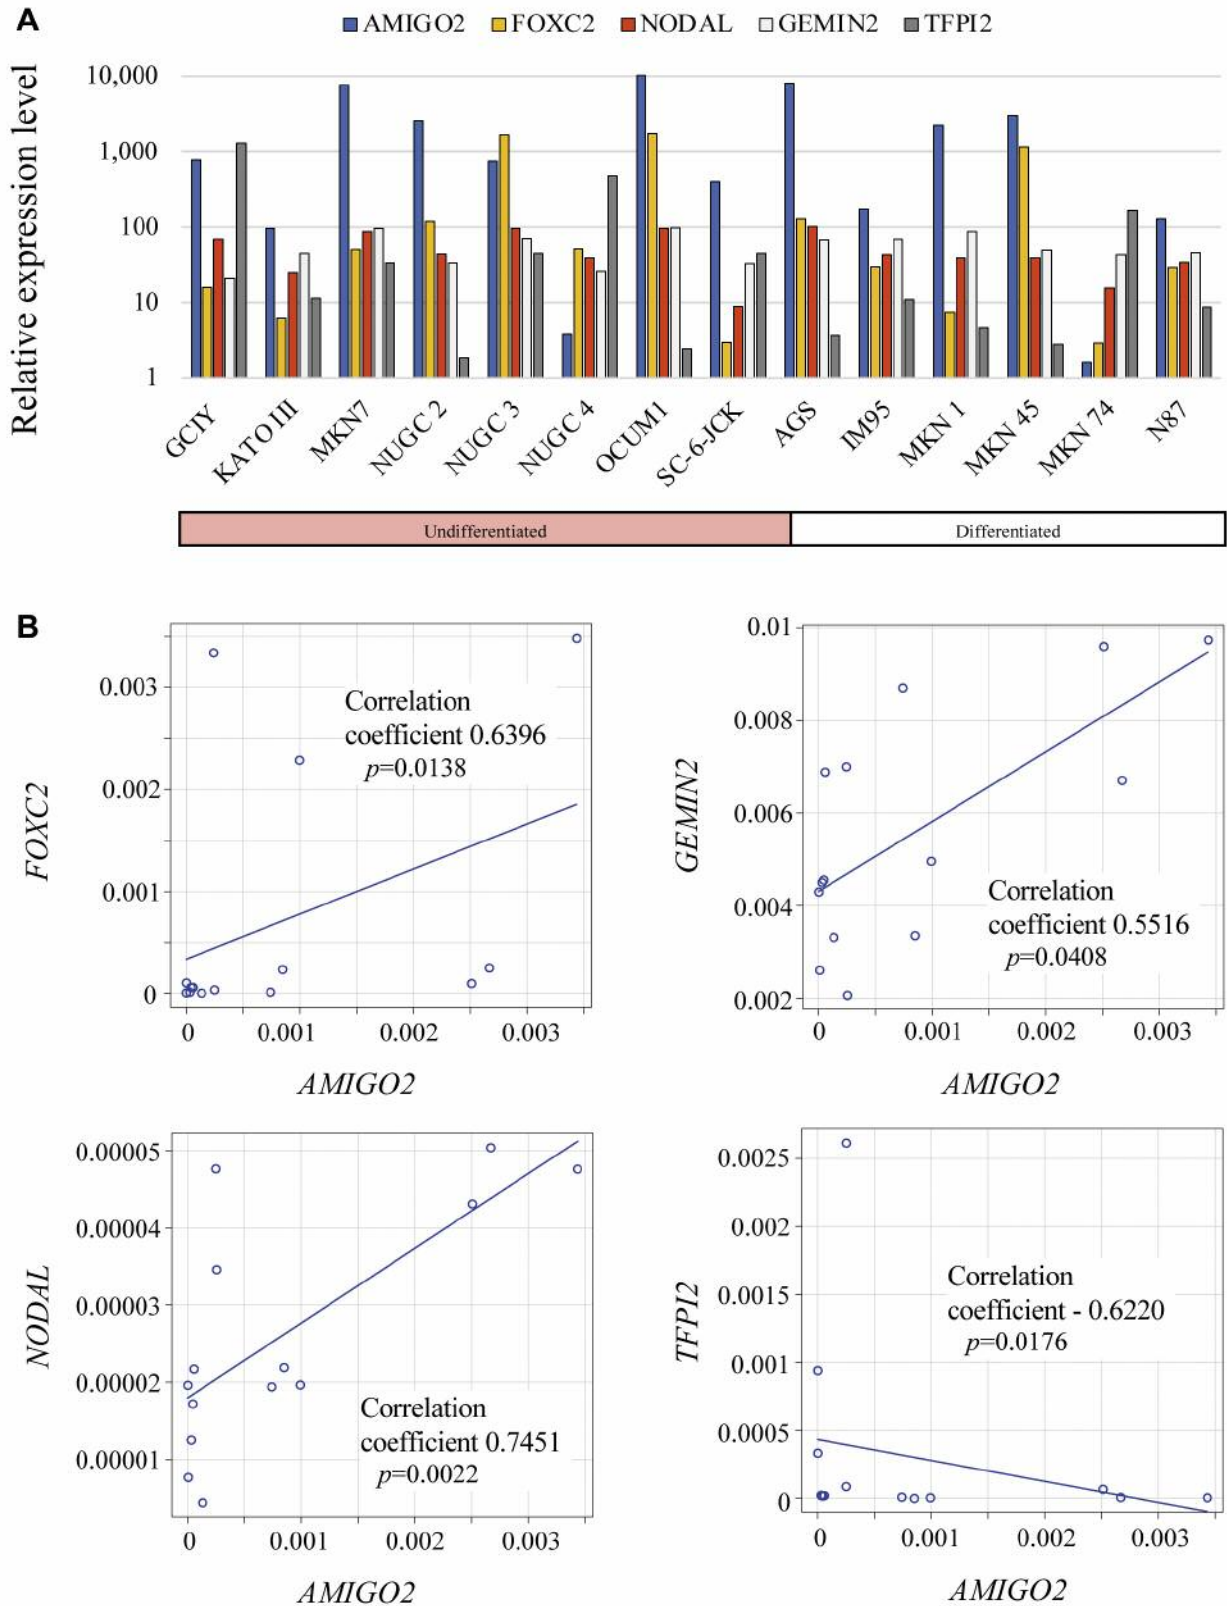 A
AMIGO2 FOXC2 NODAL GEMIN2 TFPI2
Relative expression level
10,000
1,000
100
10
1
GCIY KATO III MKN7 NUGC 2 NUGC 3 NUGC 4 OCUM1 SC-6-JCK AGS IM95 MKN 1 MKN 45 MKN 74 N87
Undifferentiated Differentiated
B
FOXC2
0.003
0.002
0.001
0
Correlation
coefficient 0.6396
p=0.0138
0 0.001 0.002 0.003
AMIGO2
GEMIN2
0.01
0.008
0.006
0.004
0.002
Correlation
coefficient 0.5516
p=0.0408
0 0.001 0.002 0.003
AMIGO2
NODAL
0.00005
0.00004
0.00003
0.00002
0.00001
Correlation
coefficient 0.7451
p=0.0022
0 0.001 0.002 0.003
AMIGO2
TFPI2
0.0025
0.002
0.0015
0.001
0.0005
0
Correlation
coefficient - 0.6220
p=0.0176
0 0.001 0.002 0.003
AMIGO2